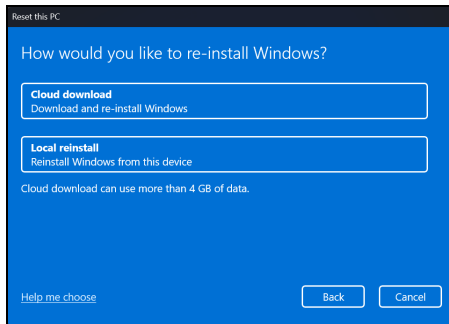 Reset this PC
How would you like to re-install Windows?
Cloud download
Download and re-install Windows
Local reinstall
Reinstall Windows from this device
Cloud download can use more than 4 GB of data.
Help me choose
Back
Cancel